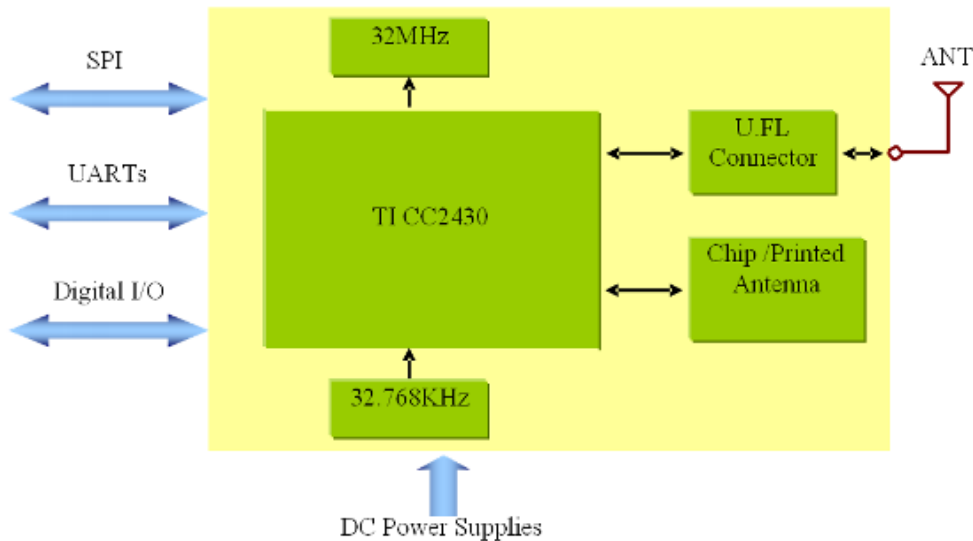 32MHz
SPI
ANT
U.FL
Connector
UARTs
TI CC2430
Chip /Printed
Antenna
Digital I/O
32.768KHz
DC Power Supplies